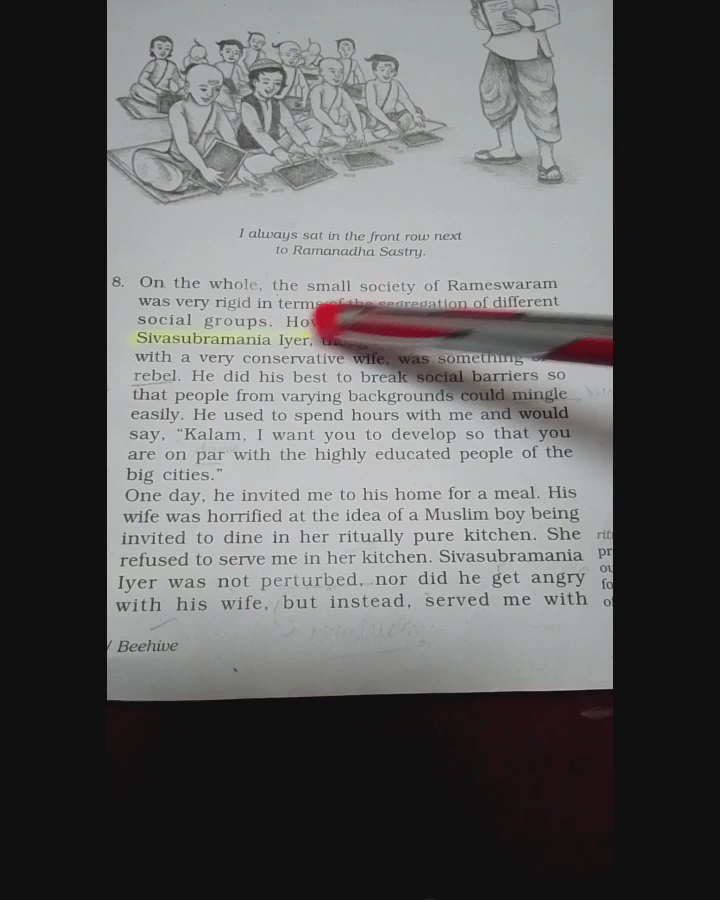 I always sat in the front row next
to Ramanadha Sastry.
8. On the whole, the small society of Rameswaram
was very rigid in terms of the segregation of different
social groups.
Sivasubramania Iyer,
with a very conservative wife, was something
rebel. He did his best to break social barriers so
that people from varying backgrounds could mingle
easily. He used to spend hours with me and would
say, “Kalam, I want you to develop so that you
are on par with the highly educated people of the
big cities.”
One day, he invited me to his home for a meal. His
wife was horrified at the idea of a Muslim boy being
invited to dine in her ritually pure kitchen. She
refused to serve me in her kitchen. Sivasubramania
Iyer was not perturbed, nor did he get angry
with his wife, but instead, served me with
/ Beehive